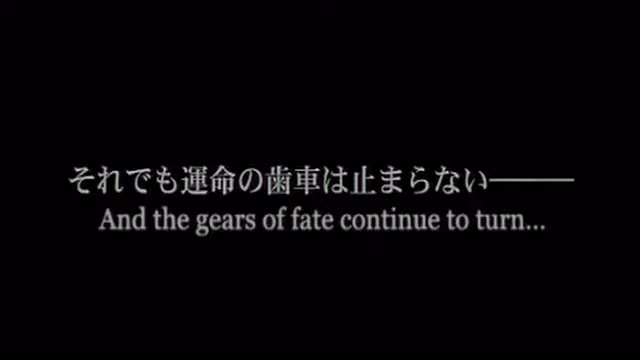 それでも運命の歯車は止まらない―――
And the gears of fate continue to turn...